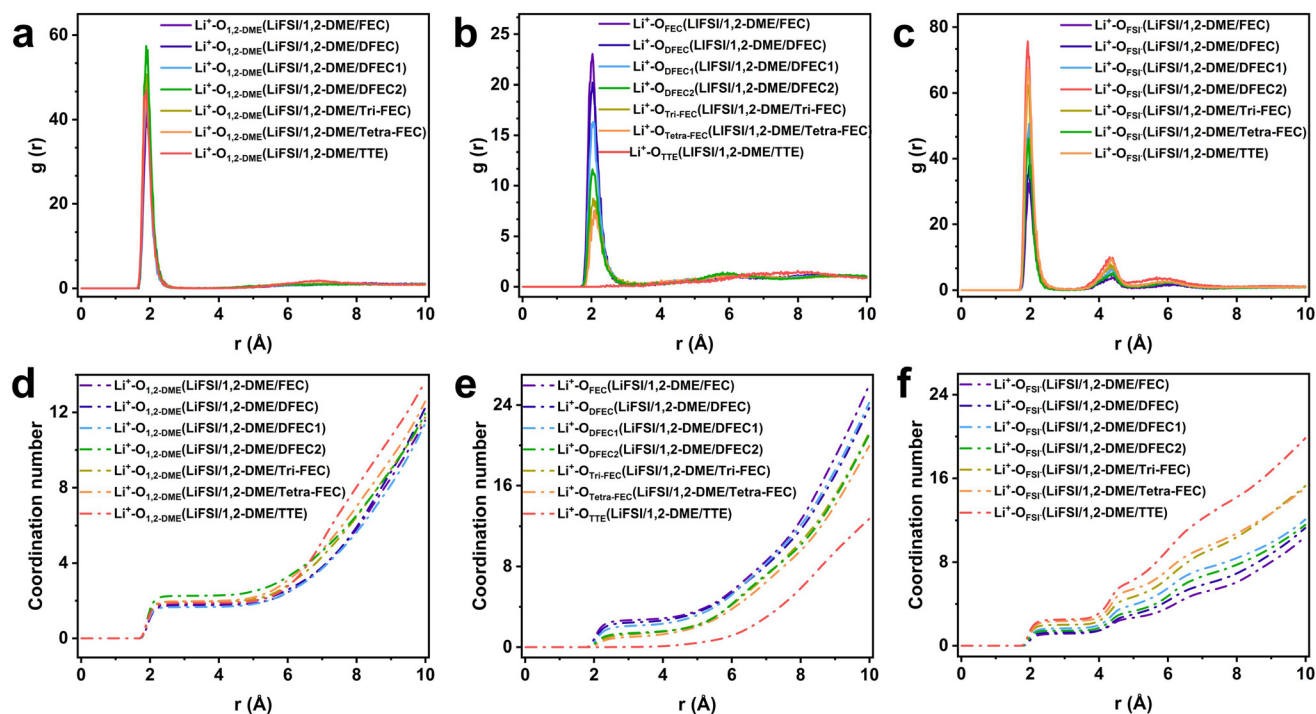 a
g (r)
60
40
20
0
0 2 4 6 8 10
r (Å)
Li⁺-O1,2-DME(LiFSI/1,2-DME/FEC)
Li⁺-O1,2-DME(LiFSI/1,2-DME/DFEC)
Li⁺-O1,2-DME(LiFSI/1,2-DME/DFEC1)
Li⁺-O1,2-DME(LiFSI/1,2-DME/DFEC2)
Li⁺-O1,2-DME(LiFSI/1,2-DME/Tri-FEC)
Li⁺-O1,2-DME(LiFSI/1,2-DME/Tetra-FEC)
Li⁺-O1,2-DME(LiFSI/1,2-DME/TTE)
b
g (r)
25
20
15
10
5
0
0 2 4 6 8 10
r (Å)
Li⁺-OFEC(LIFSI/1,2-DME/FEC)
Li⁺-ODFEC(LIFSI/1,2-DME/DFEC)
Li⁺-ODFEC1(LIFSI/1,2-DME/DFEC1)
Li⁺-ODFEC2(LIFSI/1,2-DME/DFEC2)
Li⁺-OTri-FEC(LIFSI/1,2-DME/Tri-FEC)
Li⁺-OTetra-FEC(LIFSI/1,2-DME/Tetra-FEC)
Li⁺-OTTE(LIFSI/1,2-DME/TTE)
c
g (r)
80
60
40
20
0
0 2 4 6 8 10
r (Å)
Li⁺-OFSI⁻(LiFSI/1,2-DME/FEC)
Li⁺-OFSI⁻(LiFSI/1,2-DME/DFEC)
Li⁺-OFSI⁻(LiFSI/1,2-DME/DFEC1)
Li⁺-OFSI⁻(LiFSI/1,2-DME/DFEC2)
Li⁺-OFSI⁻(LiFSI/1,2-DME/Tri-FEC)
Li⁺-OFSI⁻(LiFSI/1,2-DME/Tetra-FEC)
Li⁺-OFSI⁻(LiFSI/1,2-DME/TTE)
d
Coordination number
12
8
4
0
0 2 4 6 8 10
r (Å)
Li⁺-O1,2-DME(LiFSI/1,2-DME/FEC)
Li⁺-O1,2-DME(LiFSI/1,2-DME/DFEC)
Li⁺-O1,2-DME(LiFSI/1,2-DME/DFEC1)
Li⁺-O1,2-DME(LiFSI/1,2-DME/DFEC2)
Li⁺-O1,2-DME(LiFSI/1,2-DME/Tri-FEC)
Li⁺-O1,2-DME(LiFSI/1,2-DME/Tetra-FEC)
Li⁺-O1,2-DME(LiFSI/1,2-DME/TTE)
e
Coordination number
24
16
8
0
0 2 4 6 8 10
r (Å)
Li⁺-OFEC(LiFSI/1,2-DME/FEC)
Li⁺-ODFEC(LiFSI/1,2-DME/DFEC)
Li⁺-ODFEC1(LiFSI/1,2-DME/DFEC1)
Li⁺-ODFEC2(LiFSI/1,2-DME/DFEC2)
Li⁺-OTri-FEC(LiFSI/1,2-DME/Tri-FEC)
Li⁺-OTetra-FEC(LiFSI/1,2-DME/Tetra-FEC)
Li⁺-OTTE(LiFSI/1,2-DME/TTE)
f
Coordination number
24
16
8
0
0 2 4 6 8 10
r (Å)
Li⁺-OFSI⁻(LiFSI/1,2-DME/FEC)
Li⁺-OFSI⁻(LiFSI/1,2-DME/DFEC)
Li⁺-OFSI⁻(LiFSI/1,2-DME/DFEC1)
Li⁺-OFSI⁻(LiFSI/1,2-DME/DFEC2)
Li⁺-OFSI⁻(LiFSI/1,2-DME/Tri-FEC)
Li⁺-OFSI⁻(LiFSI/1,2-DME/Tetra-FEC)
Li⁺-OFSI⁻(LiFSI/1,2-DME/TTE)